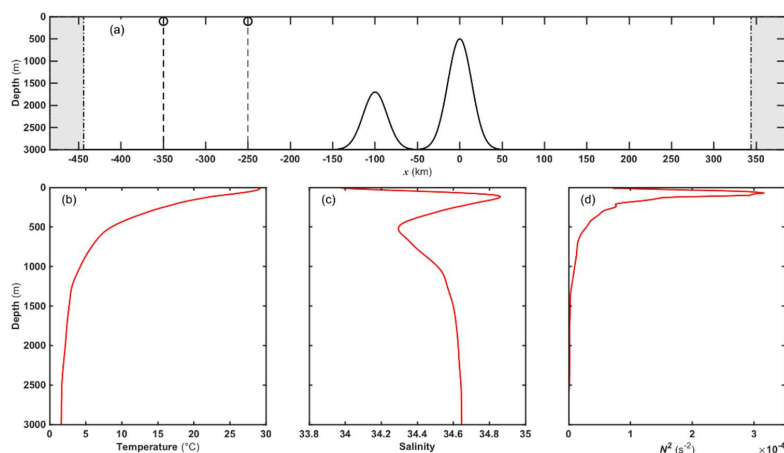 (a)
Depth (m)
0
500
1000
1500
2000
2500
3000
-450 -400 -350 -300 -250 -200 -150 -100 -50 0 50 100 150 200 250 300 350
x (km)
(b)
(c)
(d)
Depth (m)
0
500
1000
1500
2000
2500
3000
0 5 10 15 20 25 30
33.8 34 34.2 34.4 34.6 34.8 35
0 1 2 3
Temperature (°C)
Salinity
N² (s⁻²)
×10⁻⁴